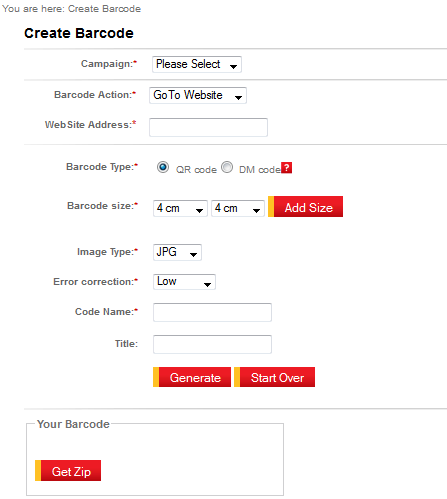 You are here: Create Barcode
Create Barcode
Campaign:* Please Select
Barcode Action:* GoTo Website
WebSite Address:*
Barcode Type:* QR code DM code ?
Barcode size:* 4 cm 4 cm Add Size
Image Type:* JPG
Error correction:* Low
Code Name:*
Title:
Generate Start Over
Your Barcode
Get Zip